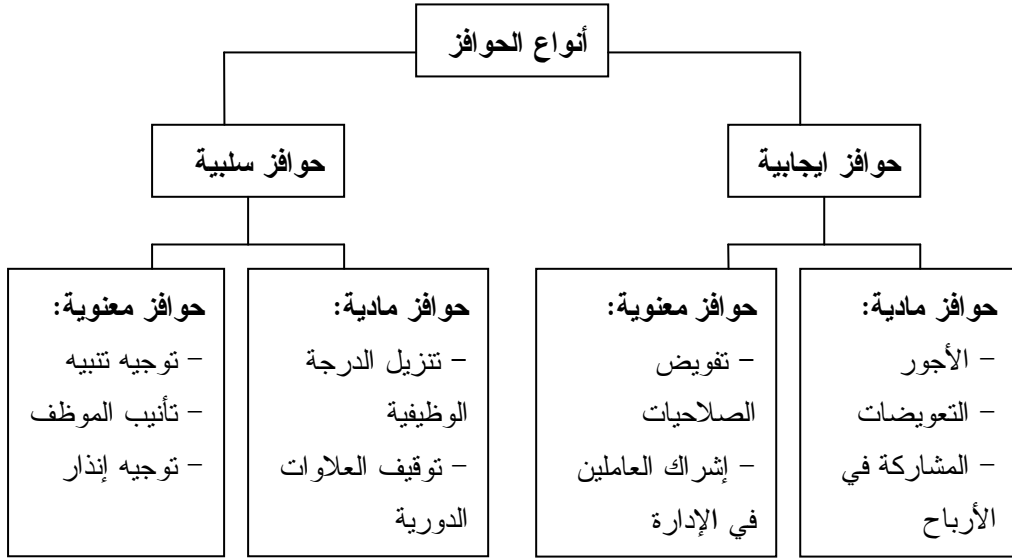 أنواع الحوافز
حوافز ايجابية
حوافز سلبية
حوافز مادية:
- الأجور
- التعويضات
- المشاركة في
الأرباح
حوافز معنوية:
- تفويض
الصلاحيات
- إشراك العاملين
في الإدارة
حوافز مادية:
- تنزيل الدرجة
الوظيفية
- توقيف العلاوات
الدورية
حوافز معنوية:
- توجيه تنبيه
- تأنيب الموظف
- توجيه إنذار